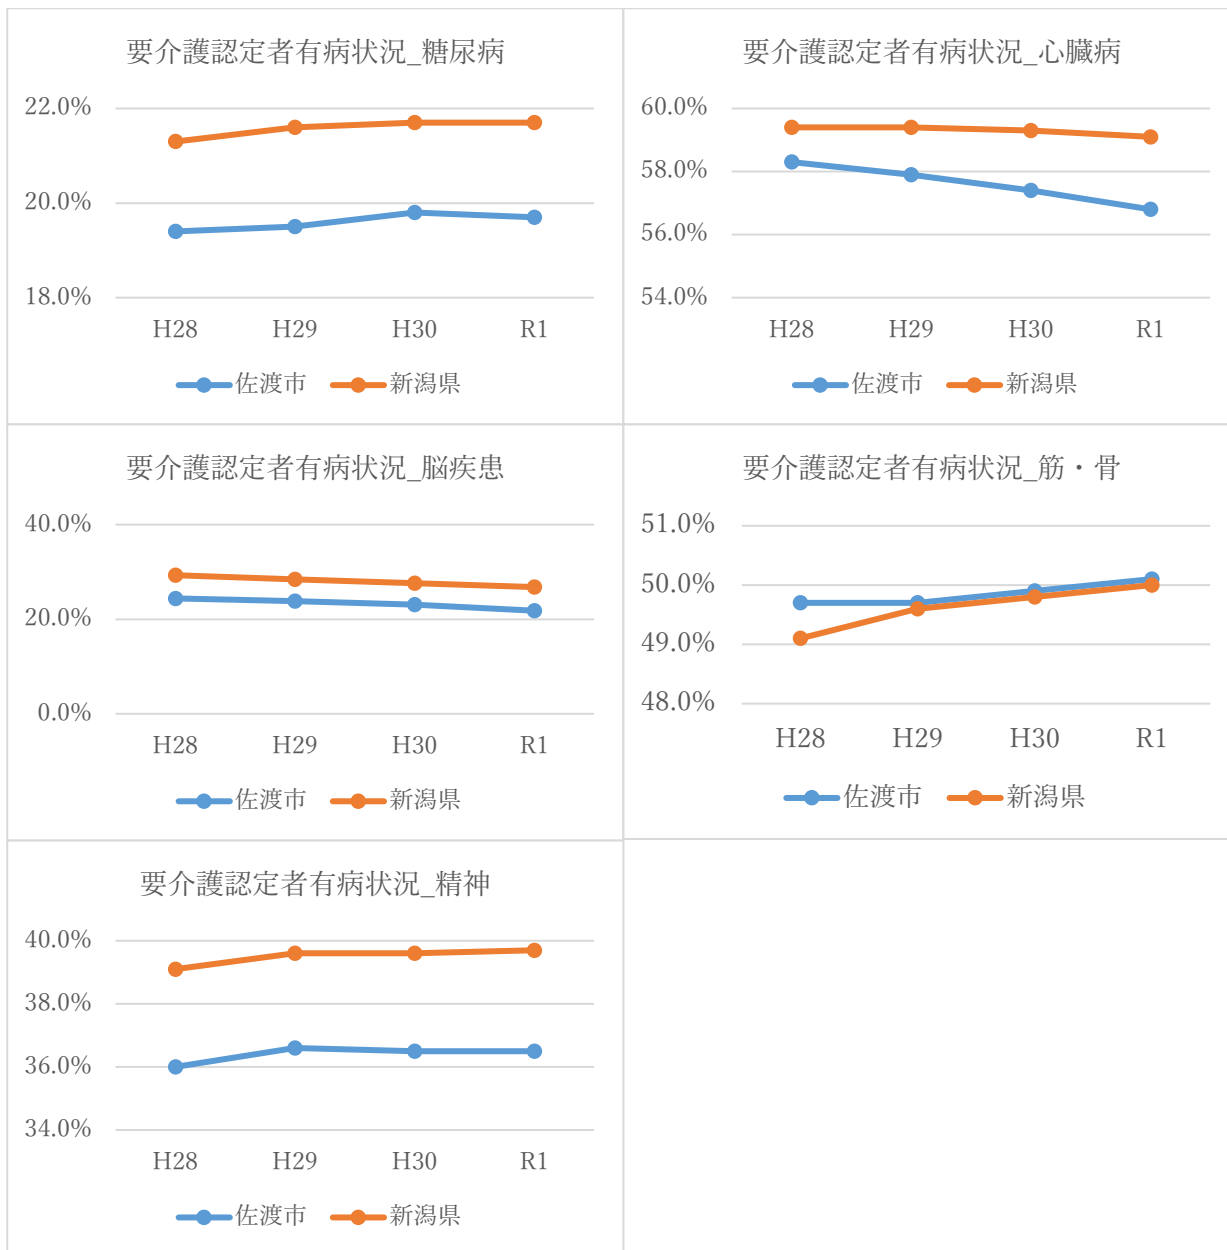 要介護認定者有病状況_糖尿病
22.0%
20.0%
18.0%
H28 H29 H30 R1
佐渡市 新潟県
要介護認定者有病状況_心臓病
60.0%
58.0%
56.0%
54.0%
H28 H29 H30 R1
佐渡市 新潟県
要介護認定者有病状況_脳疾患
40.0%
20.0%
0.0%
H28 H29 H30 R1
佐渡市 新潟県
要介護認定者有病状況_筋・骨
51.0%
50.0%
49.0%
48.0%
H28 H29 H30 R1
佐渡市 新潟県
要介護認定者有病状況_精神
40.0%
38.0%
36.0%
34.0%
H28 H29 H30 R1
佐渡市 新潟県